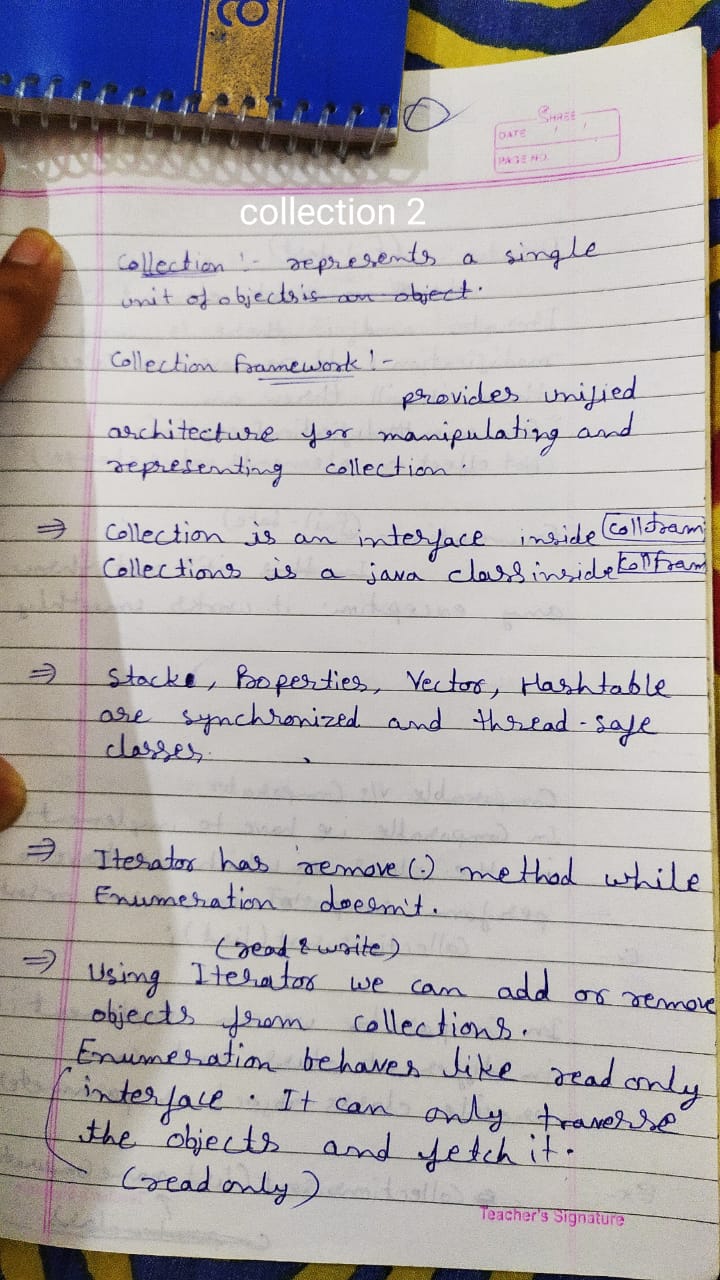 CO
SHREE
DATE
PAGE NO.
collection 2
Collection :- represents a single
unit of objects is an object.
Collection framework :-
provides unified
architecture for manipulating and
representing collection.
⇒ Collection is an interface inside Collfram
Collections is a java class inside Collfram
⇒ Stacke, Properties, Vector, Hashtable
are synchronized and thread-safe
classes.
⇒ Iterator has remove(.) method while
Enumeration doesn't.
(read & write)
⇒ Using Iterator we can add or remove
objects from collections.
Enumeration behaves like read only
interface. It can only traverse
the objects and fetch it.
(read only)
Teacher's Signature